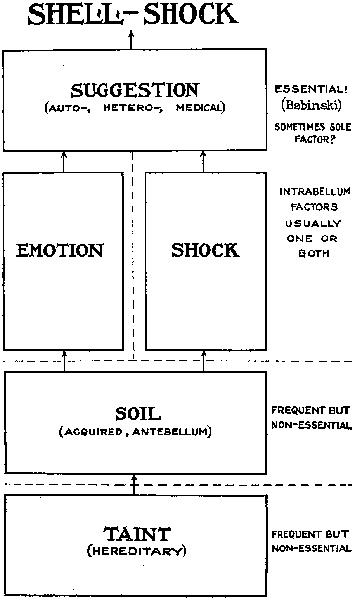 SHELL-SHOCK
SUGGESTION
(AUTO-, HETERO-, MEDICAL)
ESSENTIAL!
(Babinski)
SOMETIMES SOLE
FACTOR?
EMOTION
SHOCK
INTRABELLUM
FACTORS
USUALLY
ONE OR
BOTH
SOIL
(ACQUIRED, ANTEBELLUM)
FREQUENT BUT
NON-ESSENTIAL
TAINT
(HEREDITARY)
FREQUENT BUT
NON-ESSENTIAL